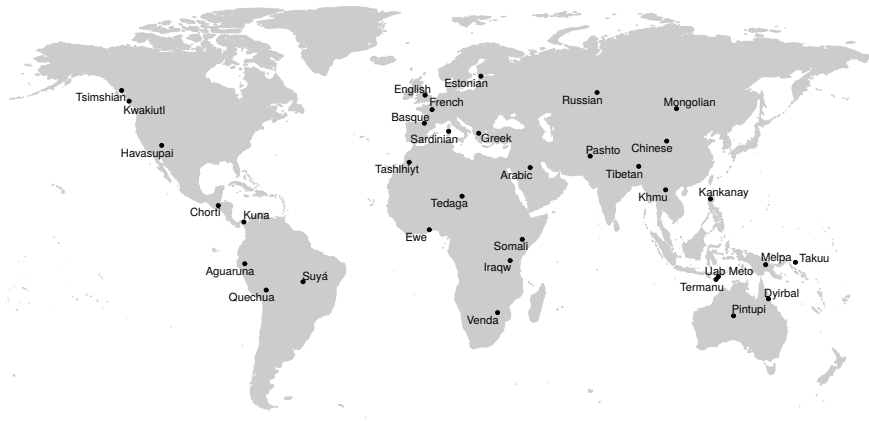 Estonian
English
Tsimshian
Russian
French
Mongolian
Kwakiutl
Basque
Sardinian
Greek
Chinese
Havasupai
Pashto
Tashlhiyt
Arabic
Tibetan
Kankanay
Khmu
Tedaga
Chorti
Kuna
Ewe
Somali
Melpa
Takuu
Iraqw
Aguaruna
Uab Meto
Suyá
Termanu
Quechua
Dyirbal
Pintupi
Venda